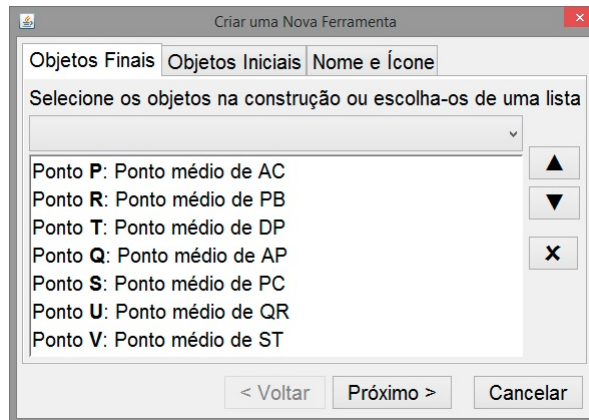 Criar uma Nova Ferramenta
Objetos Finais Objetos Iniciais Nome e Ícone
Selecione os objetos na construção ou escolha-os de uma lista
Ponto P: Ponto médio de AC
Ponto R: Ponto médio de PB
Ponto T: Ponto médio de DP
Ponto Q: Ponto médio de AP
Ponto S: Ponto médio de PC
Ponto U: Ponto médio de QR
Ponto V: Ponto médio de ST
< Voltar Próximo > Cancelar